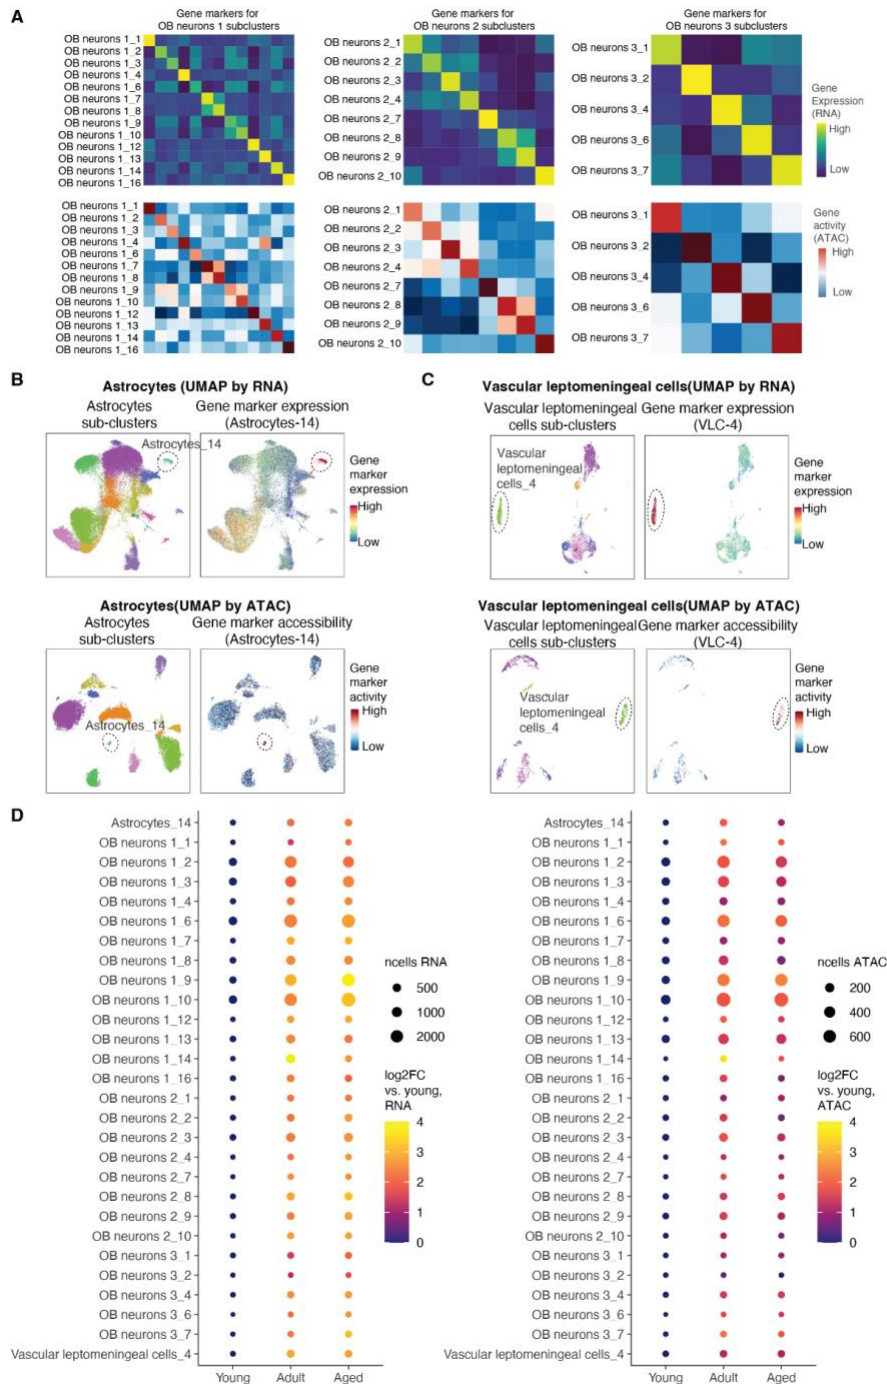 A
Gene markers for
OB neurons 1 subclusters
Gene markers for
OB neurons 2 subclusters
Gene markers for
OB neurons 3 subclusters
OB neurons 1_1
OB neurons 1_2
OB neurons 1_3
OB neurons 1_4
OB neurons 1_6
OB neurons 1_7
OB neurons 1_8
OB neurons 1_9
OB neurons 1_10
OB neurons 1_12
OB neurons 1_13
OB neurons 1_14
OB neurons 1_16
OB neurons 2_1
OB neurons 2_2
OB neurons 2_3
OB neurons 2_4
OB neurons 2_7
OB neurons 2_8
OB neurons 2_9
OB neurons 2_10
OB neurons 3_1
OB neurons 3_2
OB neurons 3_4
OB neurons 3_6
OB neurons 3_7
Gene
Expression
(RNA)
High
Low
OB neurons 1_1
OB neurons 1_2
OB neurons 1_3
OB neurons 1_4
OB neurons 1_6
OB neurons 1_7
OB neurons 1_8
OB neurons 1_9
OB neurons 1_10
OB neurons 1_12
OB neurons 1_13
OB neurons 1_14
OB neurons 1_16
OB neurons 2_1
OB neurons 2_2
OB neurons 2_3
OB neurons 2_4
OB neurons 2_7
OB neurons 2_8
OB neurons 2_9
OB neurons 2_10
OB neurons 3_1
OB neurons 3_2
OB neurons 3_4
OB neurons 3_6
OB neurons 3_7
Gene
activity
(ATAC)
High
Low
B
Astrocytes (UMAP by RNA)
Astrocytes
sub-clusters
Gene marker expression
(Astrocytes-14)
Astrocytes_14
Gene
marker
expression
High
Low
Astrocytes(UMAP by ATAC)
Astrocytes
sub-clusters
Gene marker accessibility
(Astrocytes-14)
Astrocytes_14
Gene
marker
activity
High
Low
C
Vascular leptomeningeal cells(UMAP by RNA)
Vascular leptomeningeal
cells sub-clusters
Gene marker expression
(VLC-4)
Vascular
leptomeningeal
cells_4
Gene
marker
expression
High
Low
Vascular leptomeningeal cells(UMAP by ATAC)
Vascular leptomeningeal
cells sub-clusters
Gene marker accessibility
(VLC-4)
Vascular
leptomeningeal
cells_4
Gene
marker
activity
High
Low
D
Astrocytes_14
OB neurons 1_1
OB neurons 1_2
OB neurons 1_3
OB neurons 1_4
OB neurons 1_6
OB neurons 1_7
OB neurons 1_8
OB neurons 1_9
OB neurons 1_10
OB neurons 1_12
OB neurons 1_13
OB neurons 1_14
OB neurons 1_16
OB neurons 2_1
OB neurons 2_2
OB neurons 2_3
OB neurons 2_4
OB neurons 2_7
OB neurons 2_8
OB neurons 2_9
OB neurons 2_10
OB neurons 3_1
OB neurons 3_2
OB neurons 3_4
OB neurons 3_6
OB neurons 3_7
Vascular leptomeningeal cells_4
Young
Adult
Aged
ncells RNA
500
1000
2000
log2FC
vs. young,
RNA
4
3
2
1
0
Astrocytes_14
OB neurons 1_1
OB neurons 1_2
OB neurons 1_3
OB neurons 1_4
OB neurons 1_6
OB neurons 1_7
OB neurons 1_8
OB neurons 1_9
OB neurons 1_10
OB neurons 1_12
OB neurons 1_13
OB neurons 1_14
OB neurons 1_16
OB neurons 2_1
OB neurons 2_2
OB neurons 2_3
OB neurons 2_4
OB neurons 2_7
OB neurons 2_8
OB neurons 2_9
OB neurons 2_10
OB neurons 3_1
OB neurons 3_2
OB neurons 3_4
OB neurons 3_6
OB neurons 3_7
Vascular leptomeningeal cells_4
Young
Adult
Aged
ncells ATAC
200
400
600
log2FC
vs. young,
ATAC
4
3
2
1
0